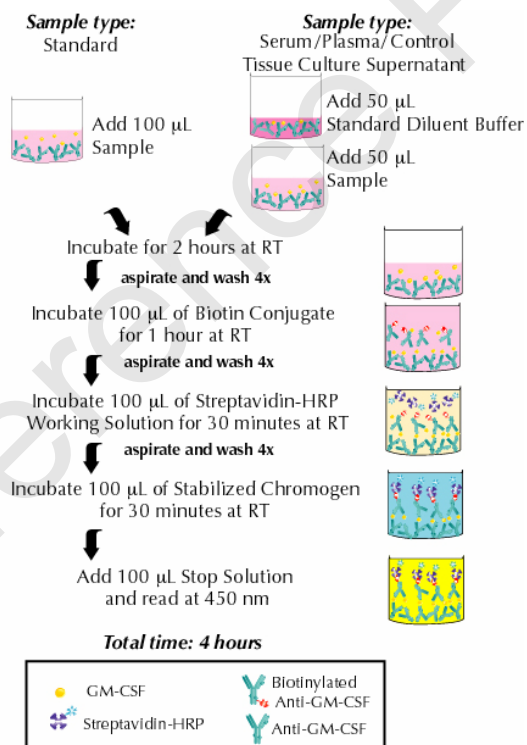 Sample type:
Standard
Sample type:
Serum/Plasma/Control
Tissue Culture Supernatant
Add 100 µL
Sample
Add 50 µL
Standard Diluent Buffer
Add 50 µL
Sample
Incubate for 2 hours at RT
aspirate and wash 4x
Incubate 100 µL of Biotin Conjugate
for 1 hour at RT
aspirate and wash 4x
Incubate 100 µL of Streptavidin-HRP
Working Solution for 30 minutes at RT
aspirate and wash 4x
Incubate 100 µL of Stabilized Chromogen
for 30 minutes at RT
Add 100 µL Stop Solution
and read at 450 nm
Total time: 4 hours
GM-CSF
Streptavidin-HRP
Biotinylated
Anti-GM-CSF
Anti-GM-CSF